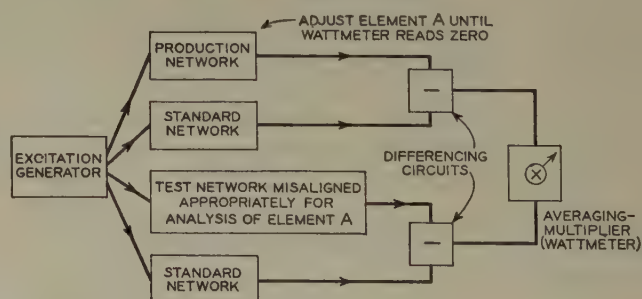 ADJUST ELEMENT A UNTIL
WATTMETER READS ZERO
PRODUCTION
NETWORK
−
STANDARD
NETWORK
EXCITATION
GENERATOR
DIFFERENCING
CIRCUITS
TEST NETWORK MISALIGNED
APPROPRIATELY FOR
ANALYSIS OF ELEMENT A
−
AVERAGING-
MULTIPLIER
(WATTMETER)
STANDARD
NETWORK